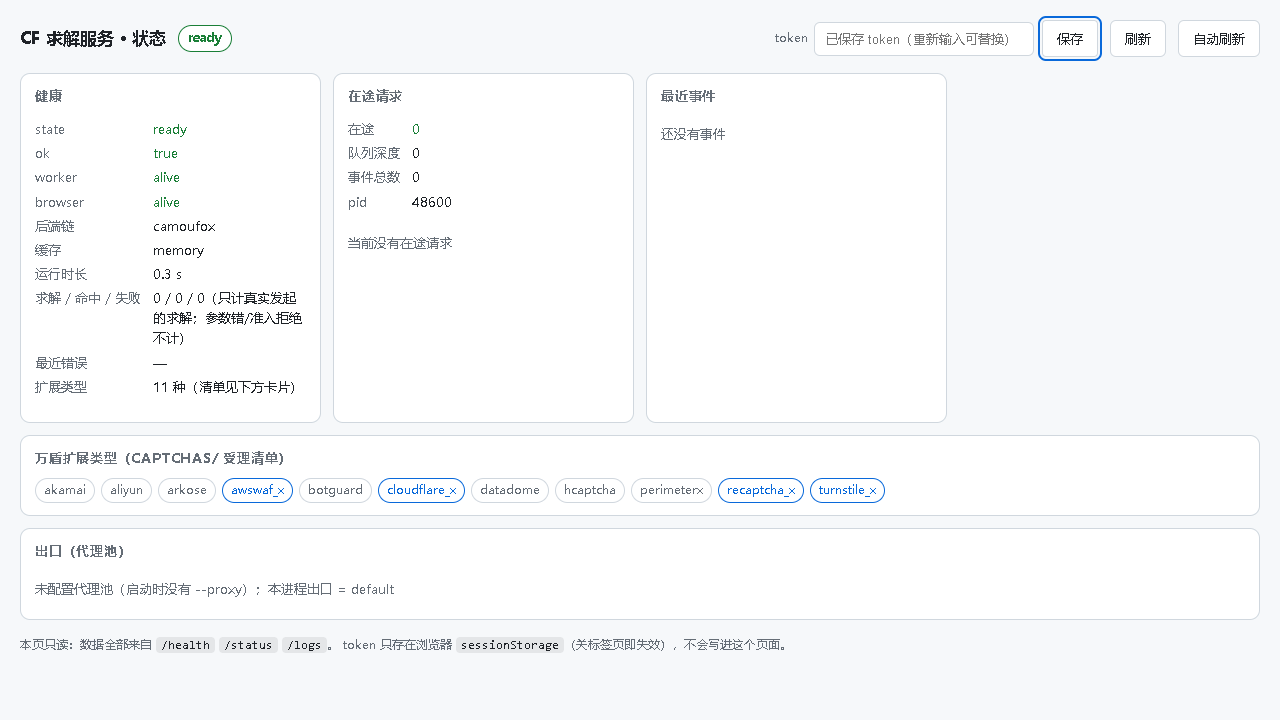 CF 求解服务 · 状态 ready token 已保存 token（重新输入可替换） 保存 刷新 自动刷新
健康
state ready
ok true
worker alive
browser alive
后端链 camoufox
缓存 memory
运行时长 0.3 s
求解 / 命中 / 失败 0 / 0 / 0（只计真实发起
的求解；参数错/准入拒绝
不计）
最近错误 —
扩展类型 11 种（清单见下方卡片）
在途请求
在途 0
队列深度 0
事件总数 0
pid 48600
当前没有在途请求
最近事件
还没有事件
万盾扩展类型（CAPTCHAS/ 受理清单）
akamai aliyun arkose awswaf_x botguard cloudflare_x datadome hcaptcha perimeterx recaptcha_x turnstile_x
出口（代理池）
未配置代理池（启动时没有 --proxy）；本进程出口 = default
本页只读：数据全部来自 /health /status /logs。token 只存在浏览器 sessionStorage（关标签页即失效），不会写进这个页面。